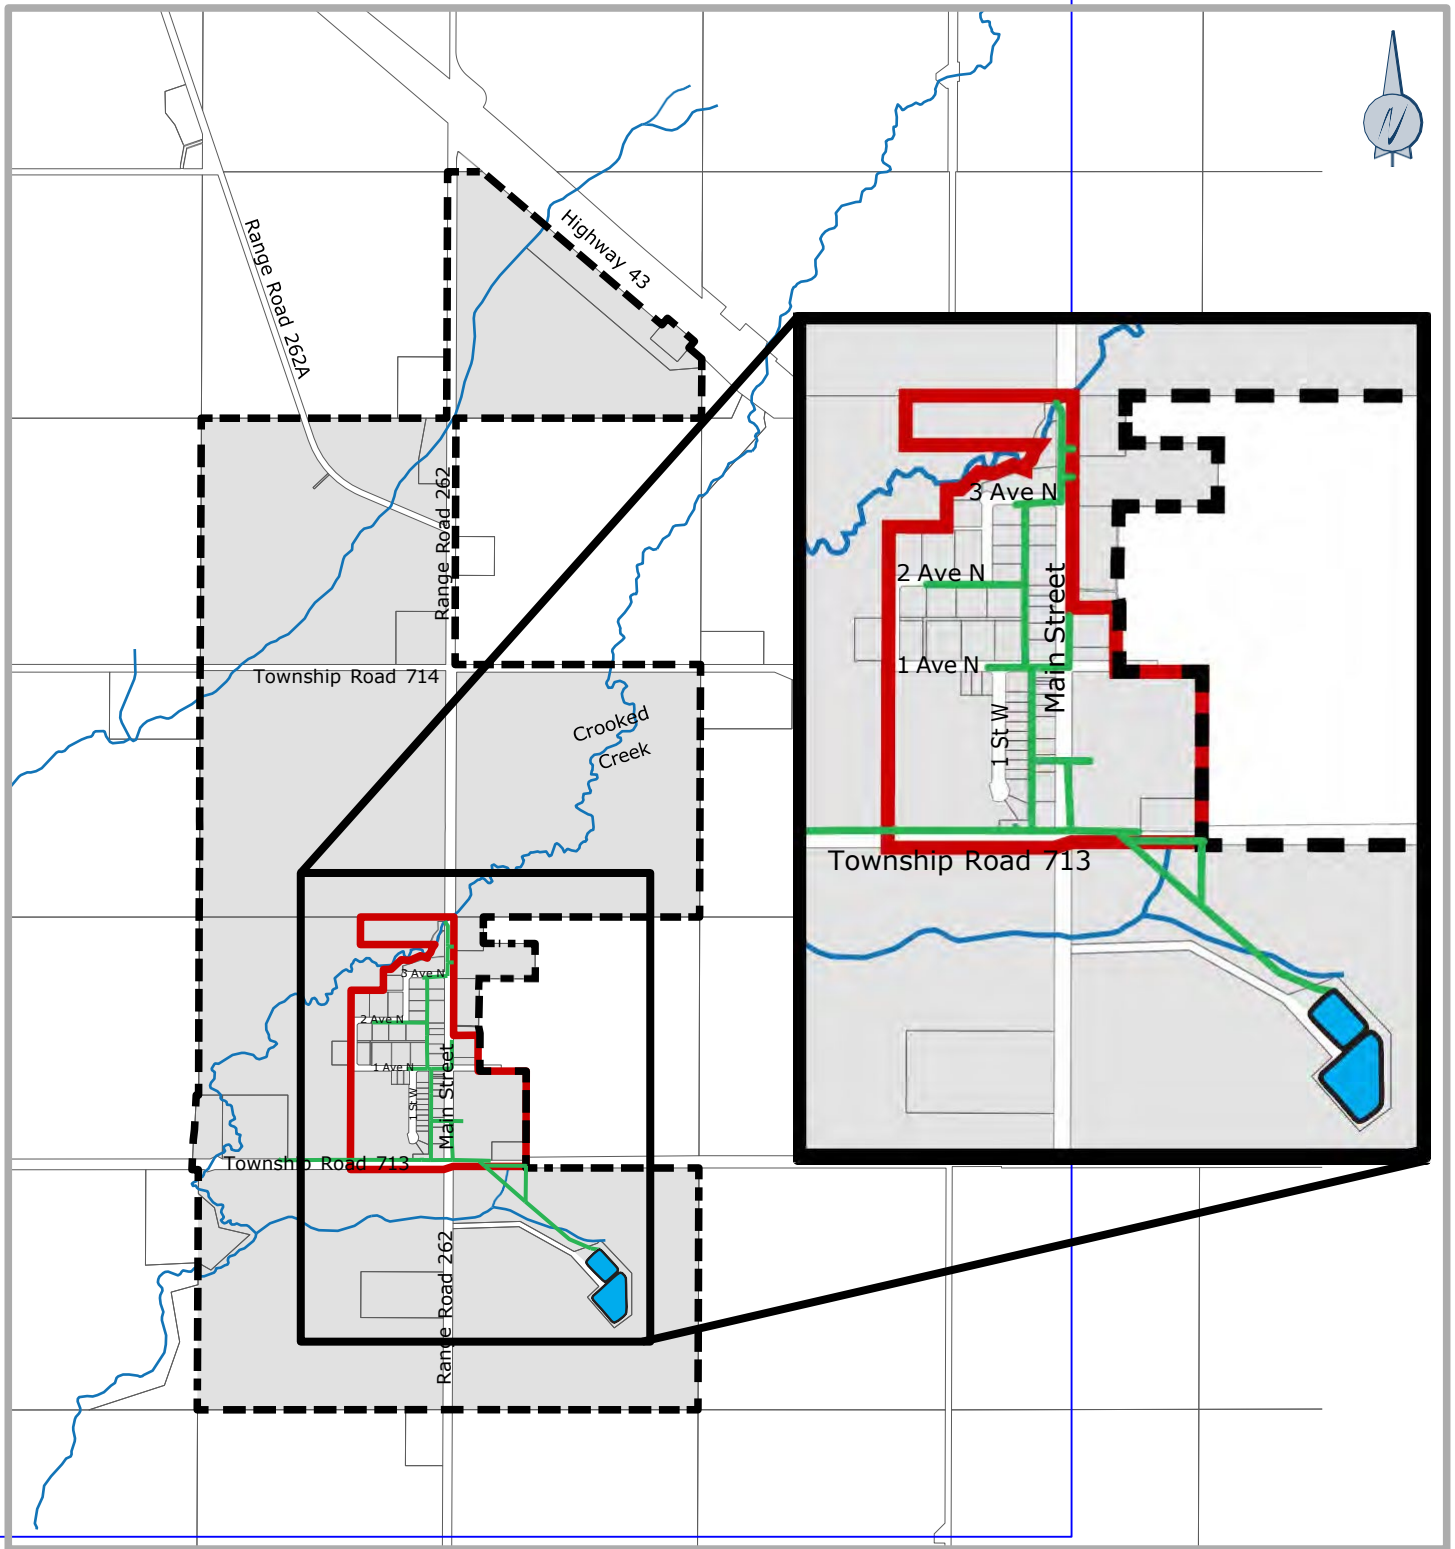 Highway 43
Range Road 262A
Range Road 262
Township Road 714
Crooked
Creek
3 Ave N
2 Ave N
1 Ave N
1 St W
Main Street
Township Road 713
3 Ave N
2 Ave N
1 Ave N
1 St W
Main Street
Township Road 713
Range Road 262